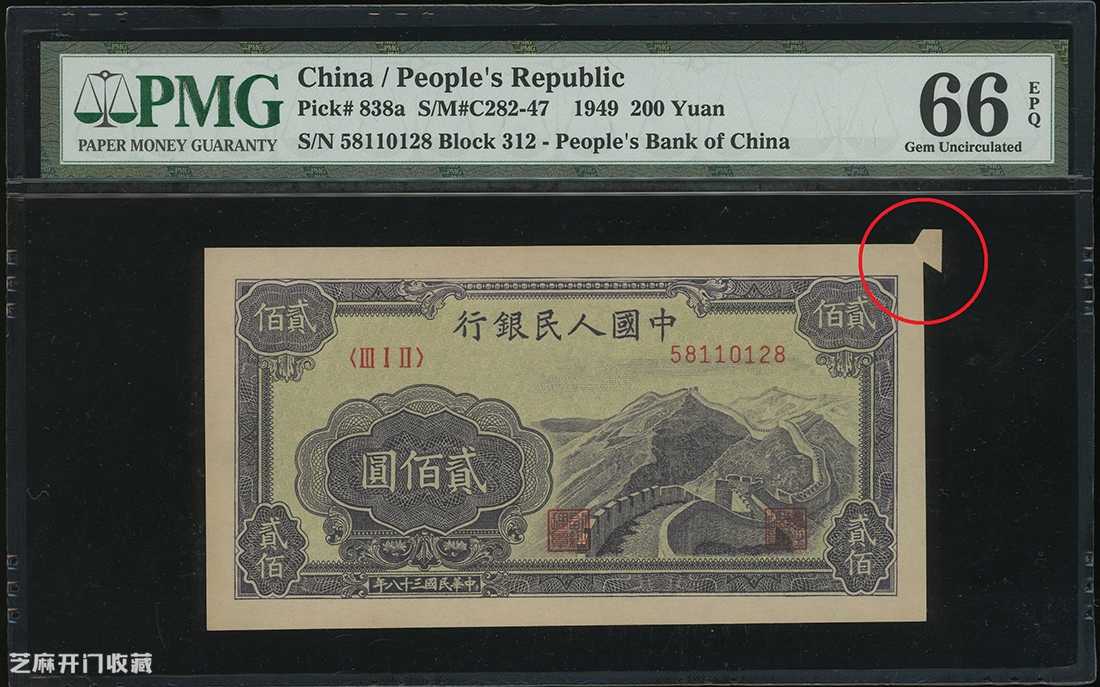 PMG
PAPER MONEY GUARANTY
China / People's Republic
Pick# 838a S/M#C282-47 1949 200 Yuan
S/N 58110128 Block 312 - People's Bank of China
66
EPQ
Gem Uncirculated
佰貳
行銀民人國中
佰貳
〈III I II〉
58110128
圓佰貳
貳佰
貳佰
年八十三國民華中
芝麻开门收藏